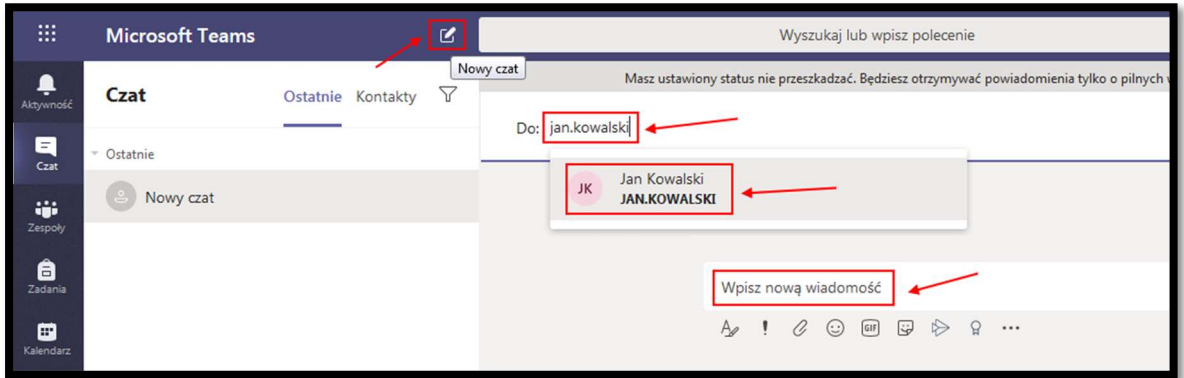 Microsoft Teams
Wyszukaj lub wpisz polecenie
Nowy czat
Masz ustawiony status nie przeszkadzać. Będziesz otrzymywać powiadomienia tylko o pilnych
Aktywność
Czat
Zespoły
Zadania
Kalendarz
Czat
Ostatnie
Kontakty
Ostatnie
Nowy czat
Do: jan.kowalski
JK
Jan Kowalski
JAN.KOWALSKI
Wpisz nową wiadomość
GIF